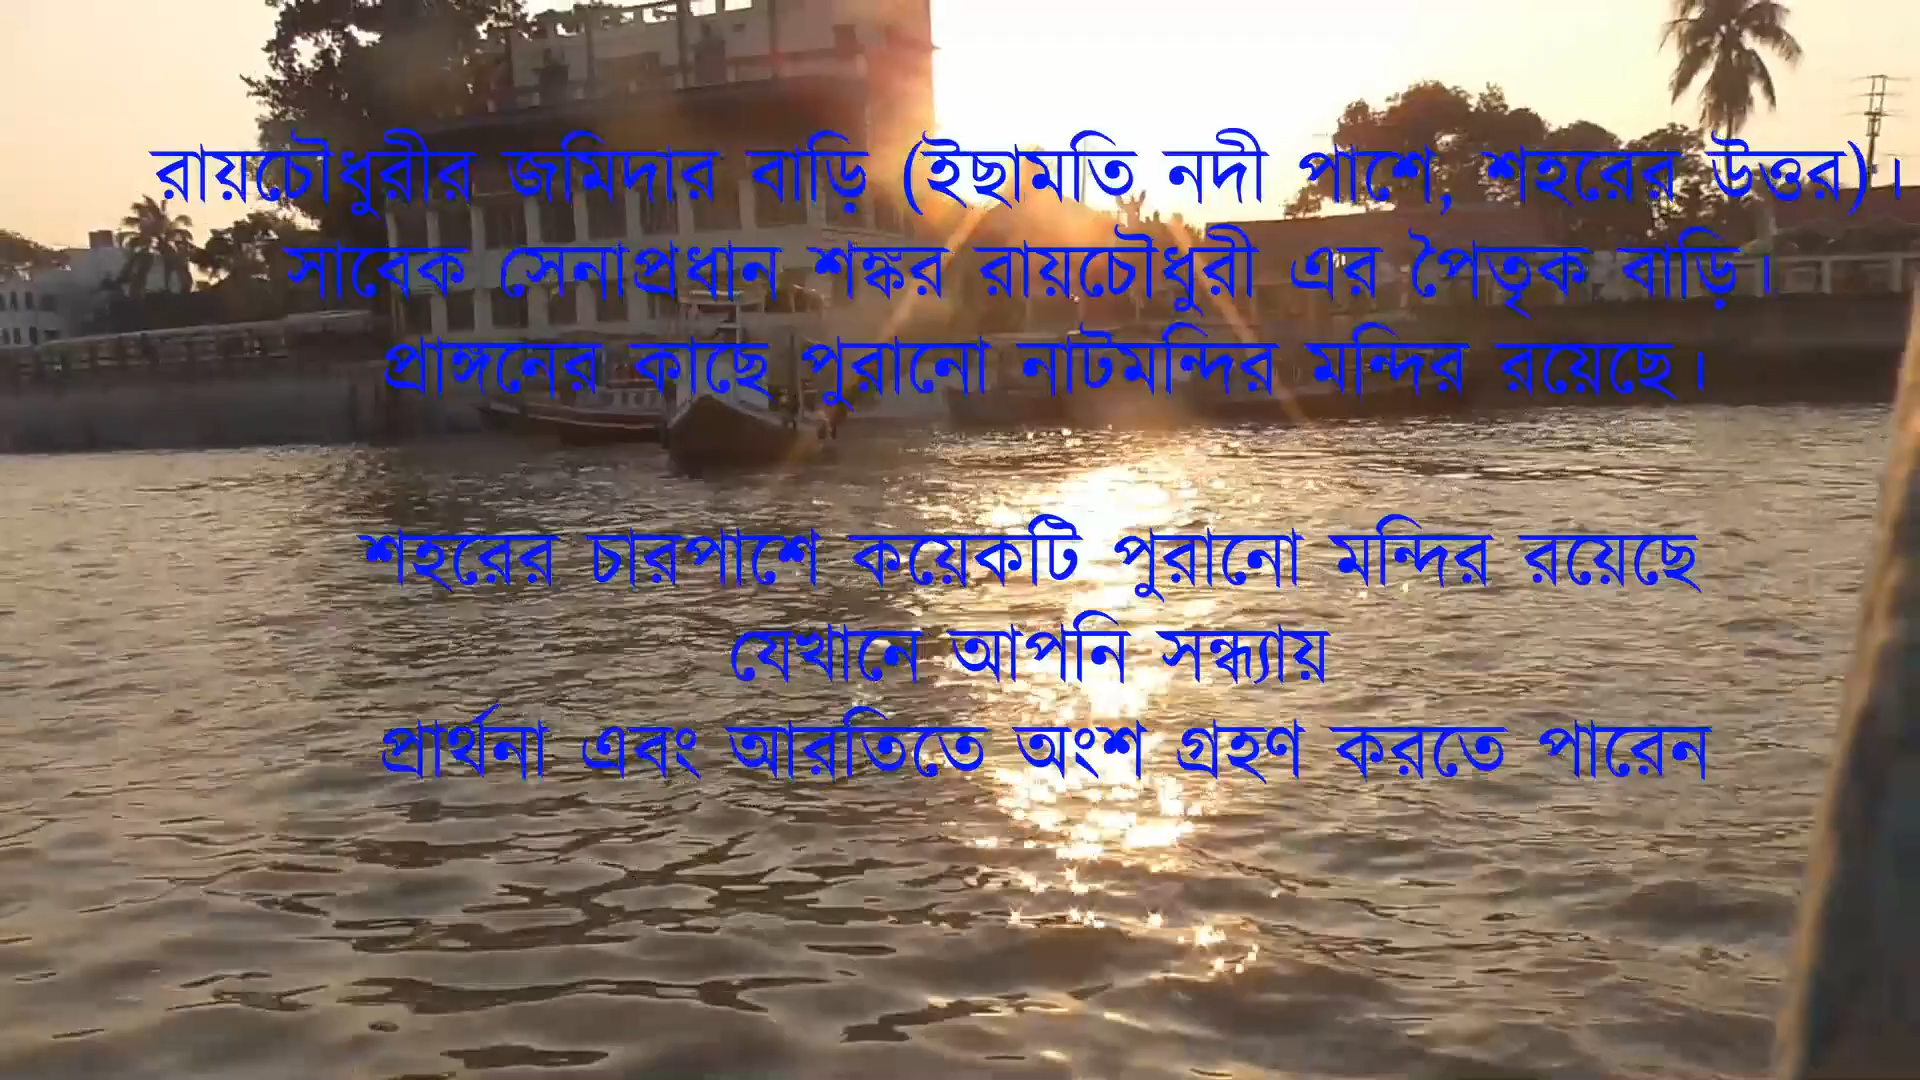 রায়চৌধুরীর জমিদার বাড়ি (ইছামতি নদী পাশে, শহরের উত্তর)।
সাবেক সেনাপ্রধান শঙ্কর রায়চৌধুরী এর পৈতৃক বাড়ি।
প্রাঙ্গনের কাছে পুরানো নাটমন্দির মন্দির রয়েছে।
শহরের চারপাশে কয়েকটি পুরানো মন্দির রয়েছে
যেখানে আপনি সন্ধ্যায়
প্রার্থনা এবং আরতিতে অংশ গ্রহণ করতে পারেন